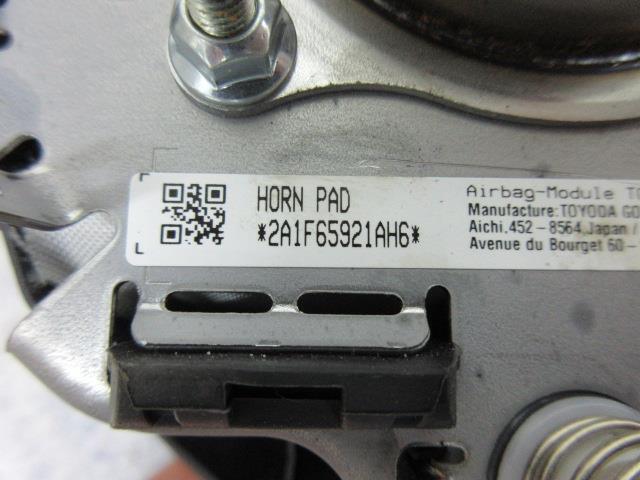 HORN PAD
*2A1F65921AH6*
Airbag-Module
Manufacture:TOYODA
Aichi,452-8564,Japan /
Avenue du Bourget 60-